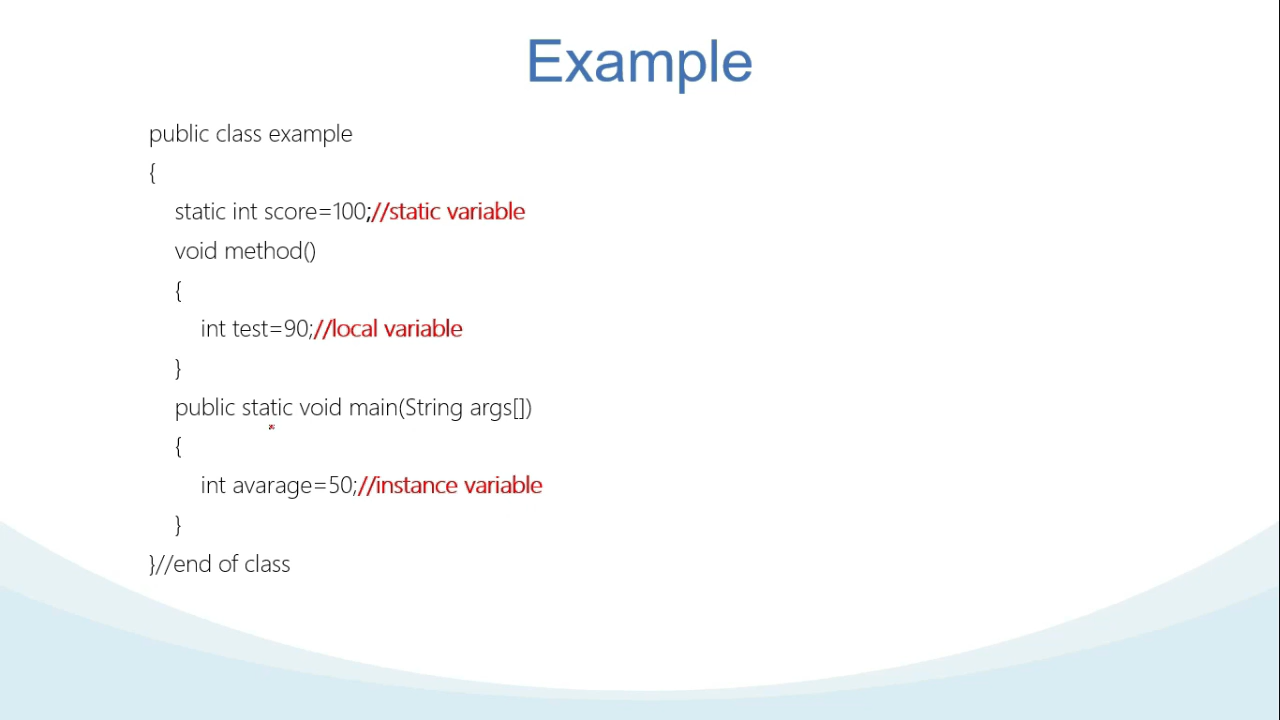 Example
public class example
{
static int score=100;//static variable
void method()
{
int test=90;//local variable
}
public static void main(String args[])
{
int avarage=50;//instance variable
}
}//end of class